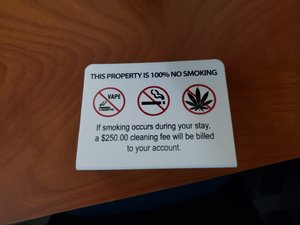 THIS PROPERTY IS 100% NO SMOKING
VAPE
If smoking occurs during your stay,
a $250.00 cleaning fee will be billed
to your account.